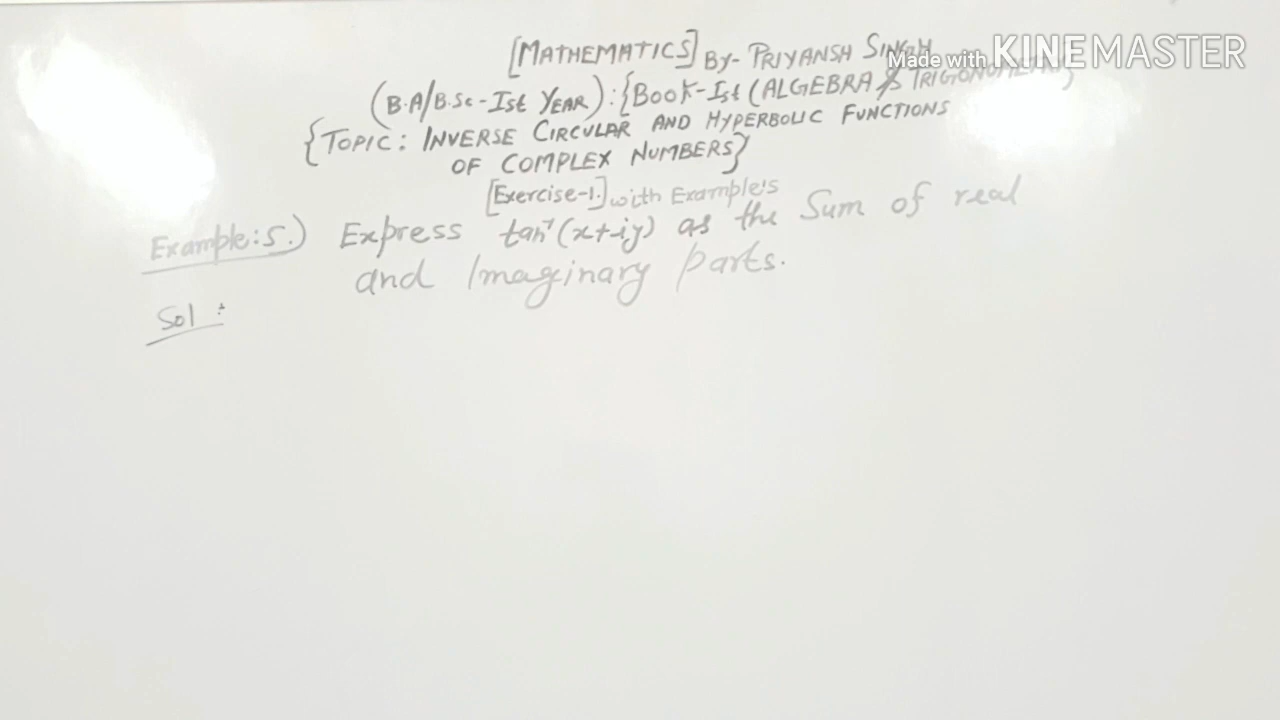 [MATHEMATICS] By- PRIYANSH SINGH
Made with KINEMASTER
(B.A/B.Sc-Ist YEAR):{BOOK-Ist (ALGEBRA & TRIGONOMETRY)}
{TOPIC: INVERSE CIRCULAR AND HYPERBOLIC FUNCTIONS
OF COMPLEX NUMBERS}
[Exercise-1.] with Example:s
Example:5.) Express tan⁻¹(x+iy) as the Sum of real
and Imaginary parts.
Sol :